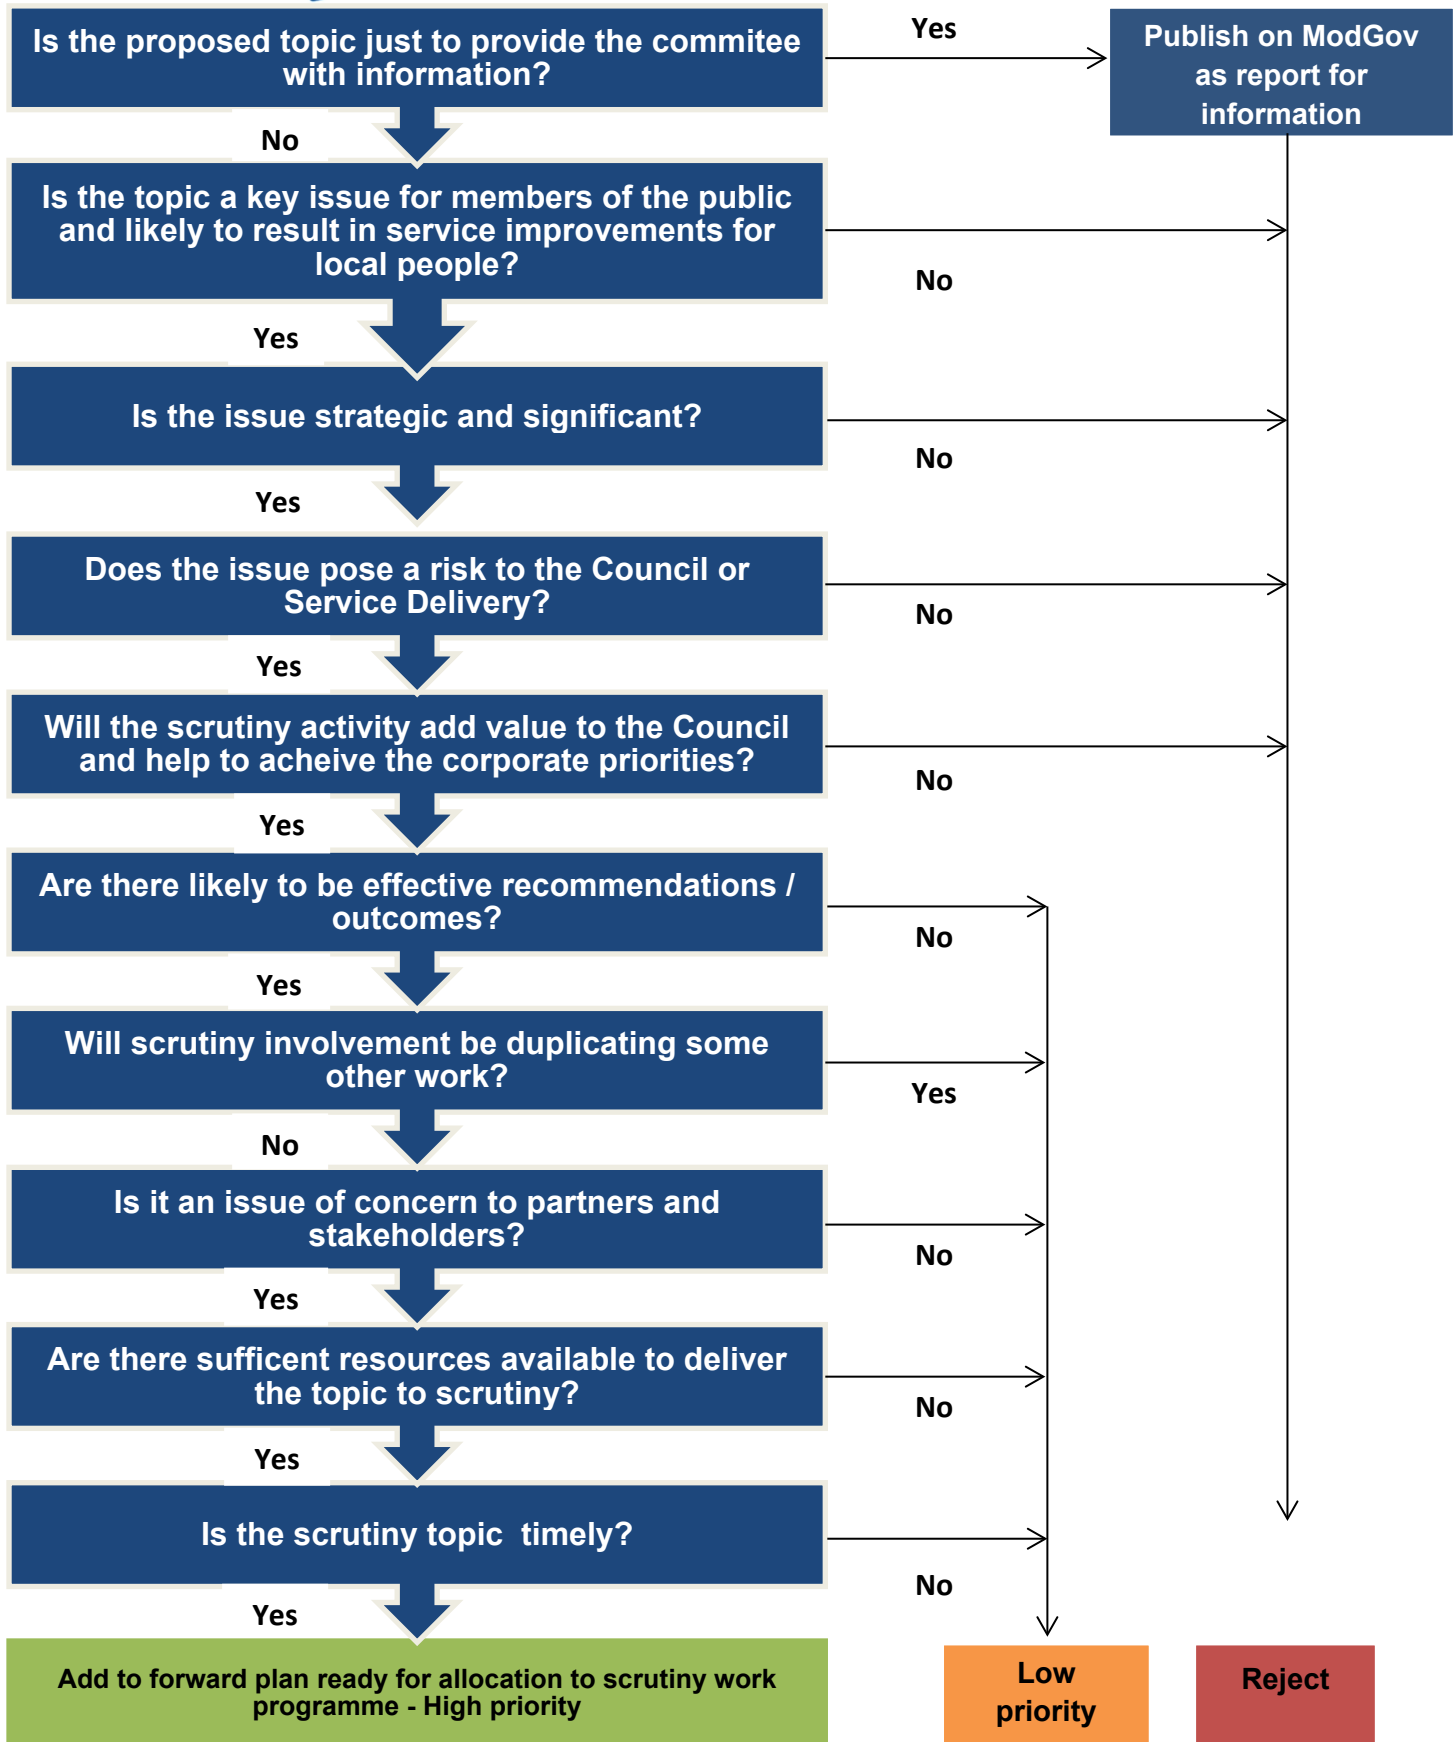 Is the proposed topic just to provide the commitee
with information?
Yes
Publish on ModGov
as report for
information
No
Is the topic a key issue for members of the public
and likely to result in service improvements for
local people?
No
Yes
Is the issue strategic and significant?
No
Yes
Does the issue pose a risk to the Council or
Service Delivery?
No
Yes
Will the scrutiny activity add value to the Council
and help to acheive the corporate priorities?
No
Yes
Are there likely to be effective recommendations /
outcomes?
No
Yes
Will scrutiny involvement be duplicating some
other work?
Yes
No
Is it an issue of concern to partners and
stakeholders?
No
Yes
Are there sufficent resources available to deliver
the topic to scrutiny?
No
Yes
Is the scrutiny topic  timely?
No
Yes
Add to forward plan ready for allocation to scrutiny work
programme - High priority
Low
priority
Reject